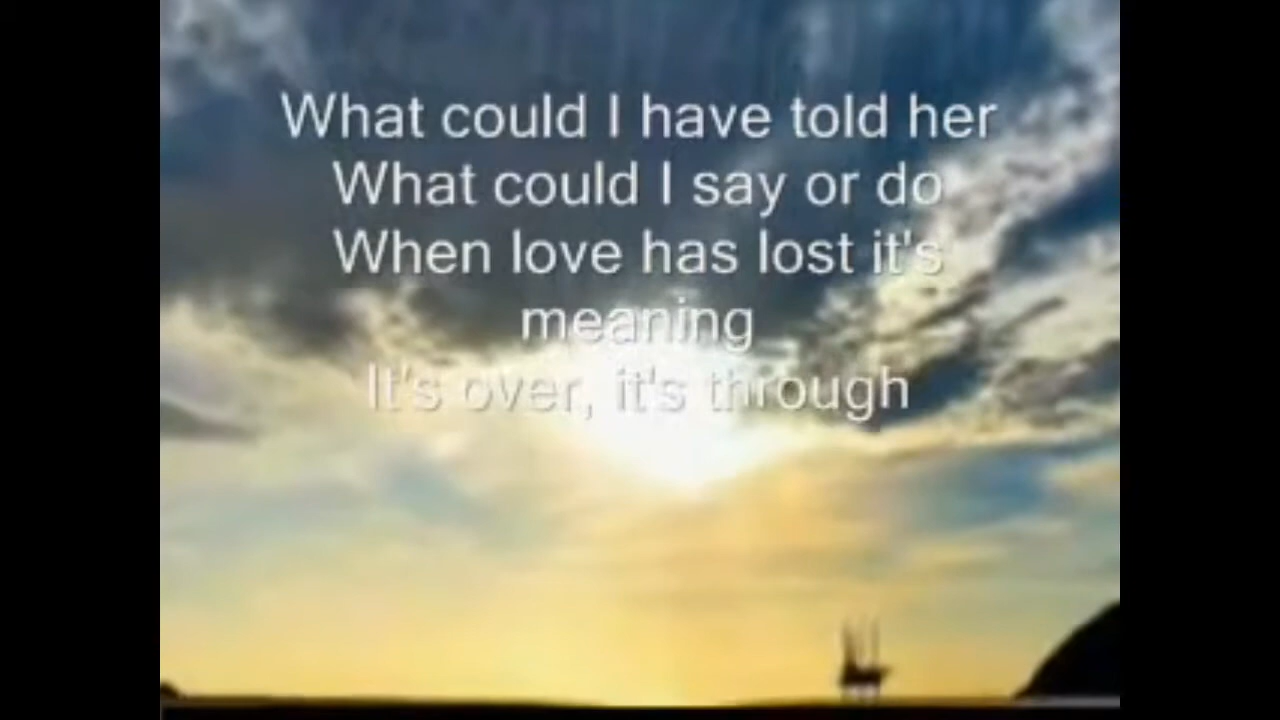 What could I have told her
What could I say or do
When love has lost it's
meaning
It's over, it's through